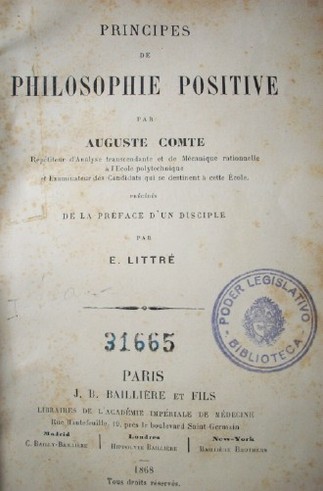 PRINCIPES
DE
PHILOSOPHIE POSITIVE
PAR
AUGUSTE COMTE
Répétiteur d'Analyse transcendante et de Mécanique rationnelle
à l'École polytechnique
et Examinateur des Candidats qui se destinent à cette École.
précédés
DE LA PRÉFACE D'UN DISCIPLE
PAR
E. LITTRÉ
PODER LEGISLATIVO
BIBLIOTECA
31665
PARIS
J. B. BAILLIÈRE ET FILS
LIBRAIRES DE L'ACADÉMIE IMPÉRIALE DE MÉDECINE
Rue Hautefeuille, 19, près le boulevard Saint-Germain
Madrid Londres New-York
C. BAILLY-BAILLIÈRE HIPPOLYTE BAILLIÈRE BAILLIÈRE BROTHERS
1868
Tous droits réservés.